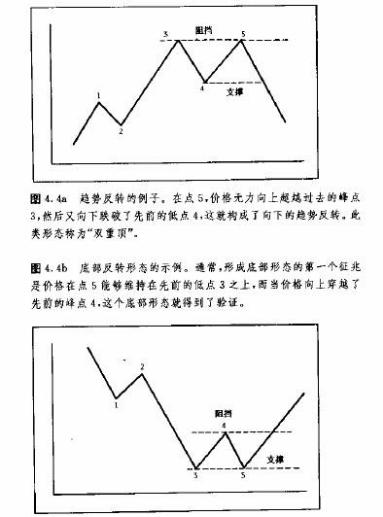 3
阻挡
5
1
4
2
支撑
图 4.4a 趋势反转的例子。在点 5,价格无力向上超越过去的峰点
3,然后又向下跌破了先前的低点 4,这就构成了向下的趋势反转。此
类形态称为“双重顶”。
图 4.4b 底部反转形态的示例。通常,形成底部形态的第一个征兆
是价格在点 5 能够维持在先前的低点 3 之上,而当价格向上穿越了
先前的峰点 4,这个底部形态就得到了验证。
2
1
阻挡
4
支撑
3
5